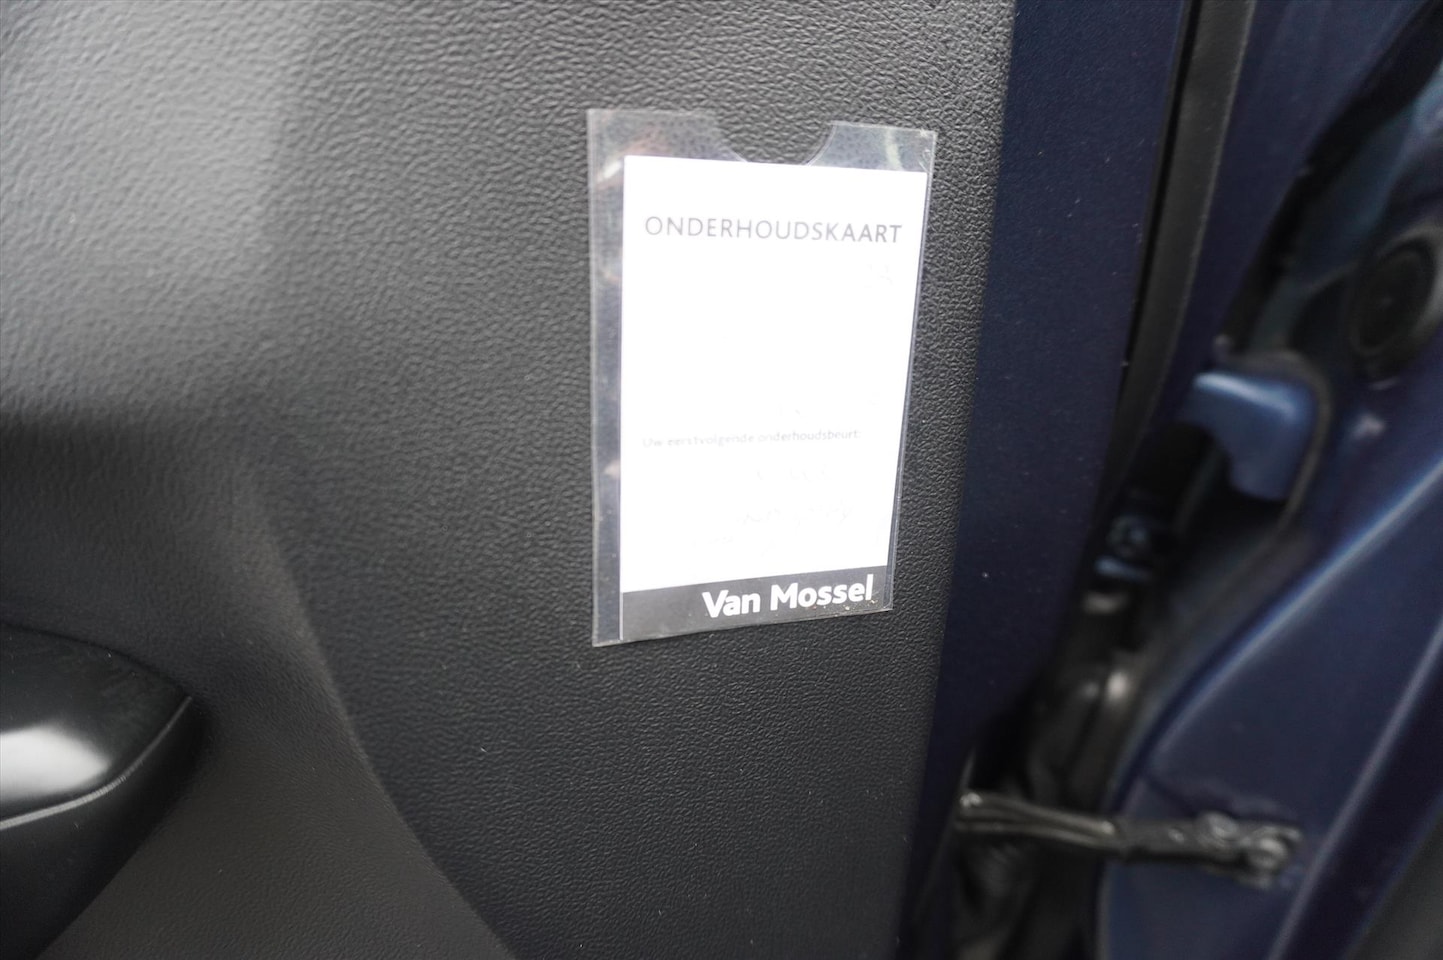 ONDERHOUDSKAART
Uw eerstvolgende onderhoudsbeurt:
Van Mossel